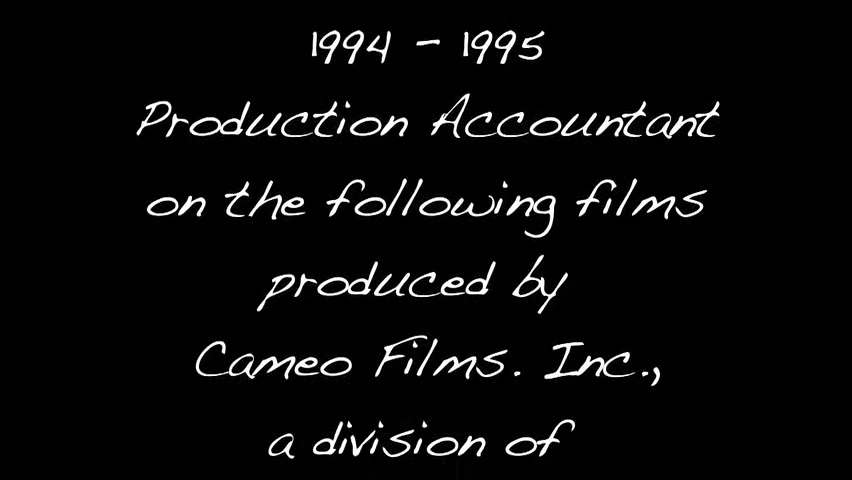 1994 - 1995
Production Accountant
on the following films
produced by
Cameo Films. Inc.,
a division of